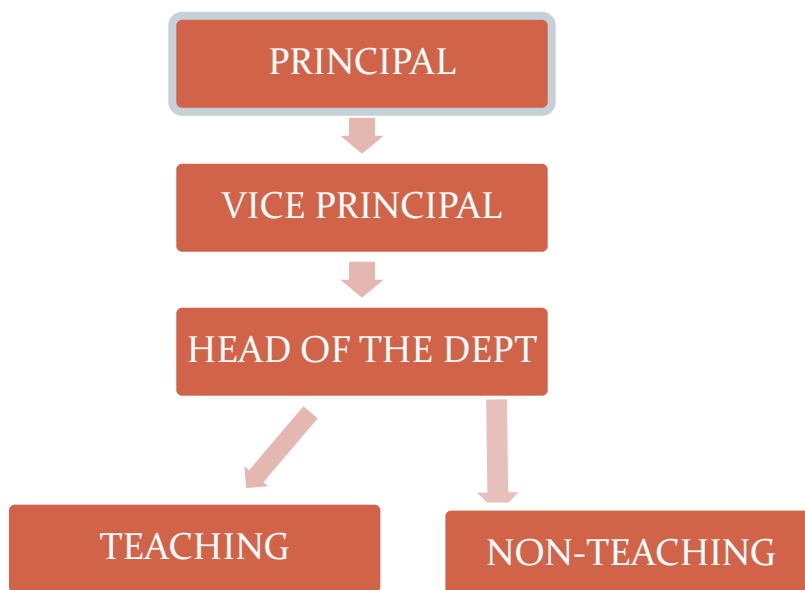 PRINCIPAL
VICE PRINCIPAL
HEAD OF THE DEPT
TEACHING
NON-TEACHING